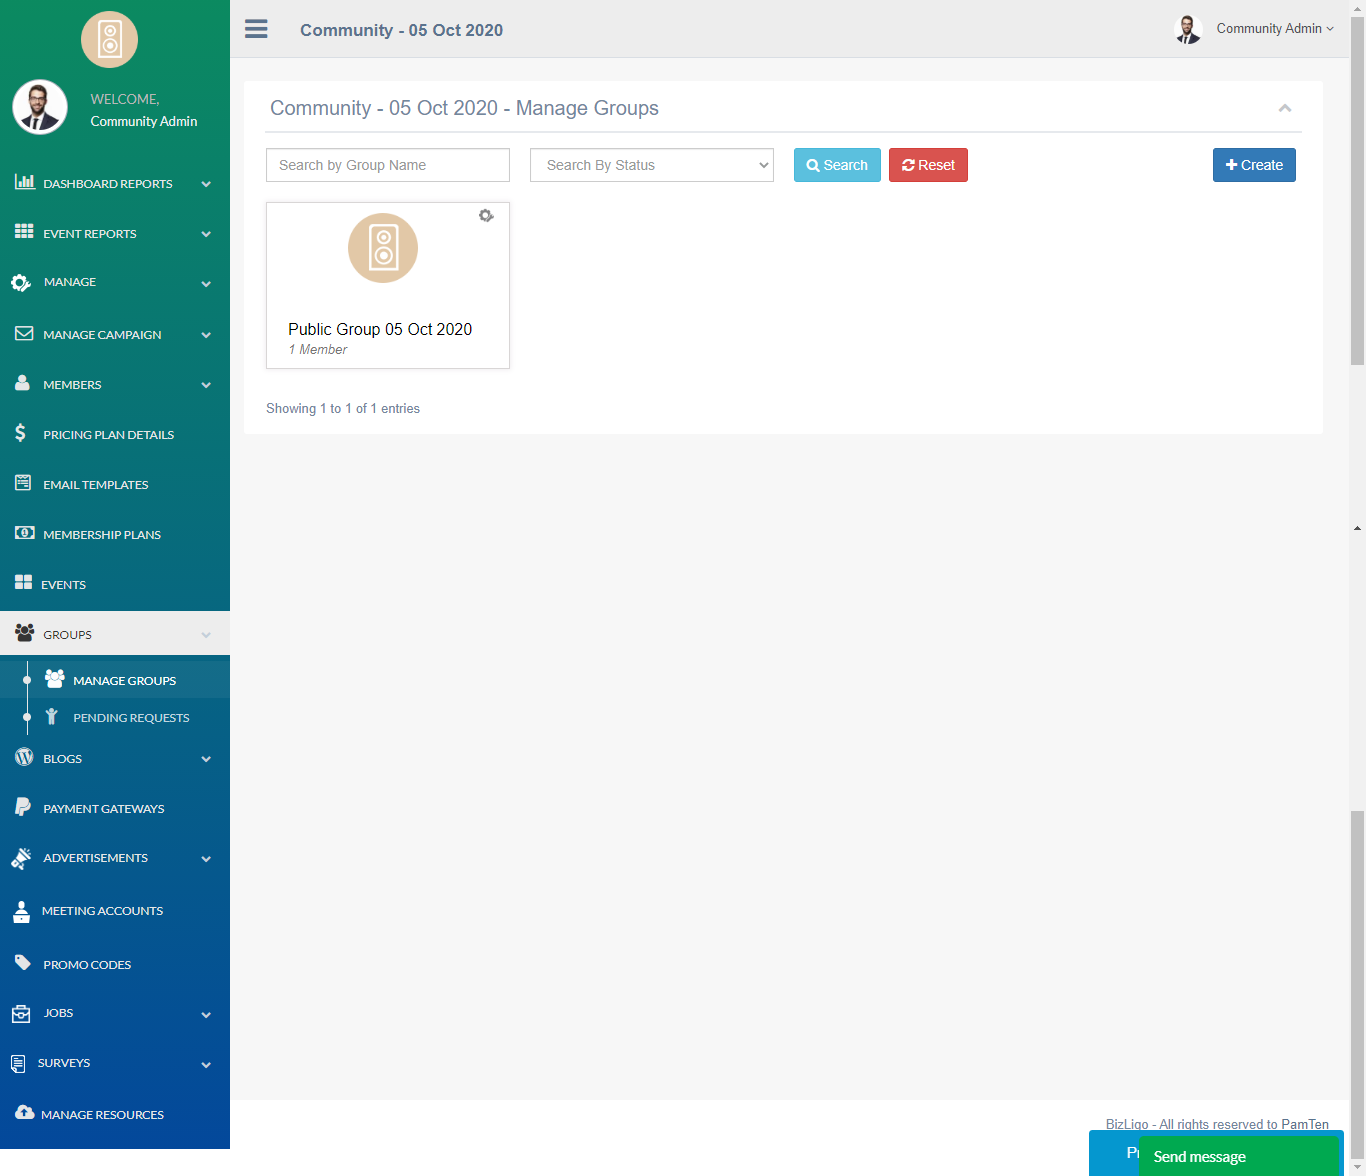 Community - 05 Oct 2020
Community Admin
WELCOME,
Community Admin
DASHBOARD REPORTS
EVENT REPORTS
MANAGE
MANAGE CAMPAIGN
MEMBERS
PRICING PLAN DETAILS
EMAIL TEMPLATES
MEMBERSHIP PLANS
EVENTS
GROUPS
MANAGE GROUPS
PENDING REQUESTS
BLOGS
PAYMENT GATEWAYS
ADVERTISEMENTS
MEETING ACCOUNTS
PROMO CODES
JOBS
SURVEYS
MANAGE RESOURCES
Community - 05 Oct 2020 - Manage Groups
Search by Group Name
Search By Status
Search
Reset
Create
Public Group 05 Oct 2020
1 Member
Showing 1 to 1 of 1 entries
BizLigo - All rights reserved to PamTen
Send message